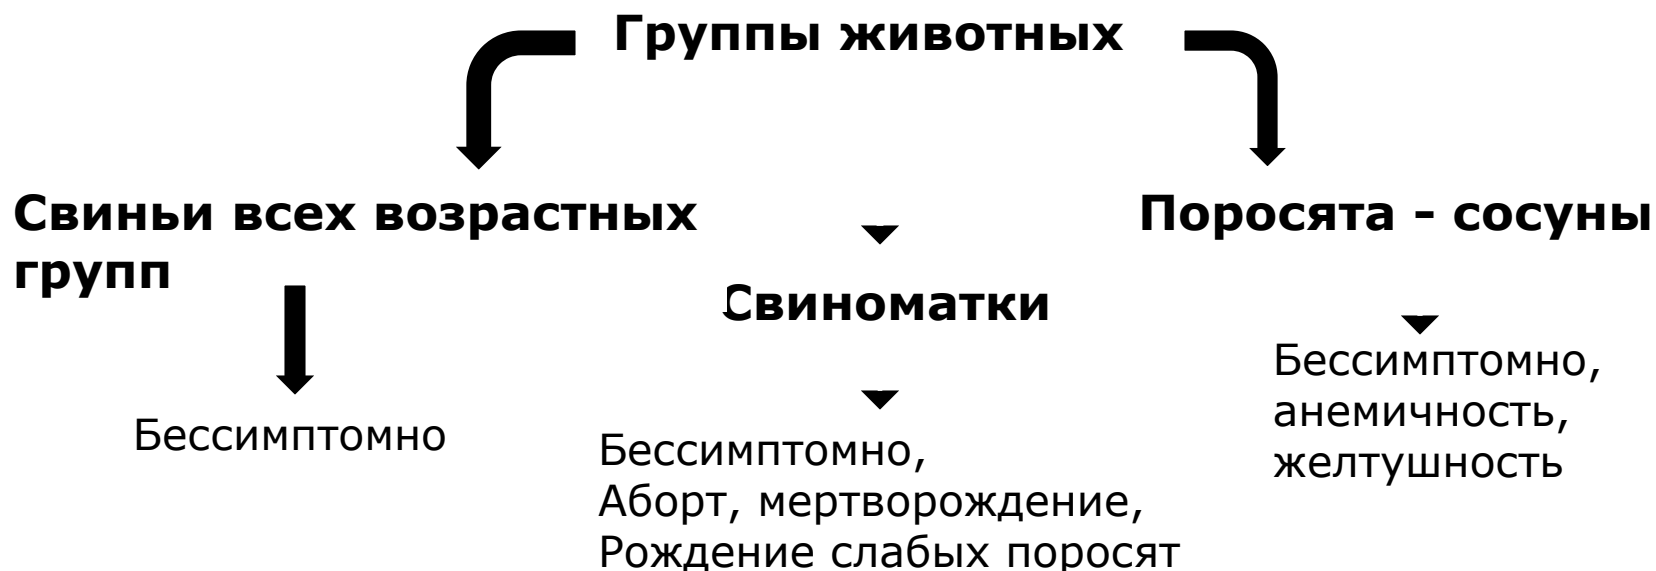 Группы животных
Свиньи всех возрастных
групп
Бессимптомно
Свиноматки
Бессимптомно,
Аборт, мертворождение,
Рождение слабых поросят
Поросята - сосуны
Бессимптомно,
анемичность,
желтушность